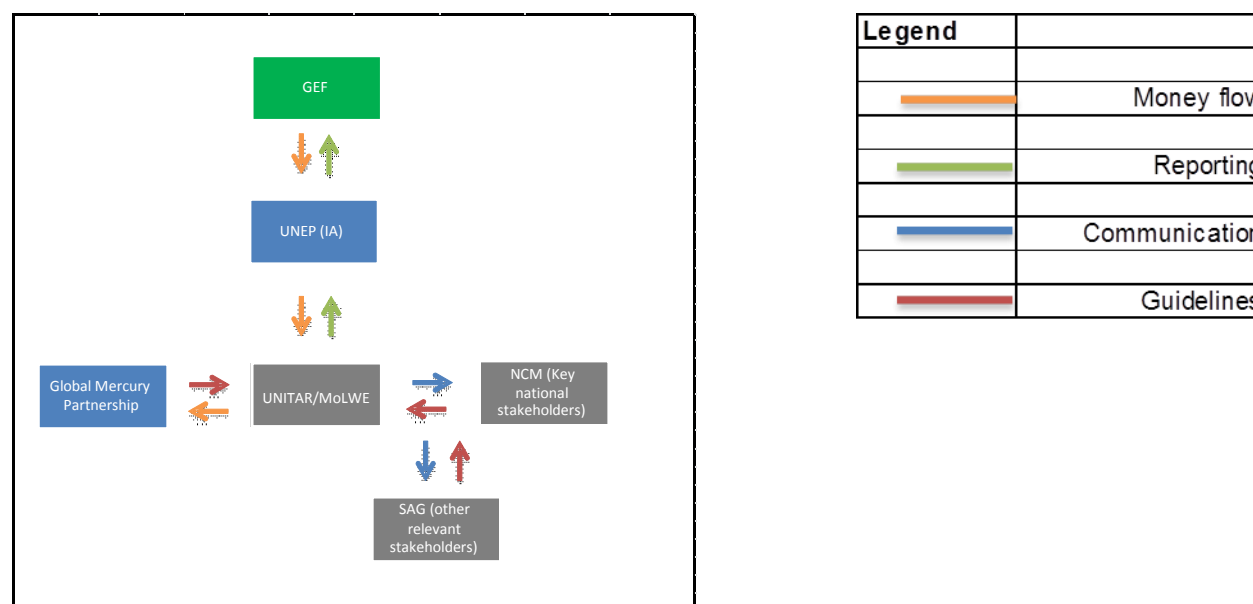 GEF
UNEP (IA)
Global Mercury
Partnership
UNITAR/MoLWE
NCM (Key
national
stakeholders)
SAG (other
relevant
stakeholders)
Legend
Money flow
Reporting
Communication
Guidelines